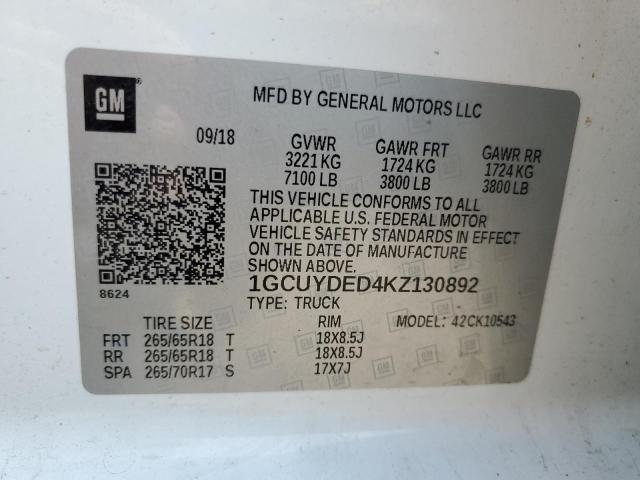 GM ®
MFD BY GENERAL MOTORS LLC
09/18 GVWR GAWR FRT GAWR RR
3221 KG 1724 KG 1724 KG
7100 LB 3800 LB 3800 LB
THIS VEHICLE CONFORMS TO ALL
APPLICABLE U.S. FEDERAL MOTOR
VEHICLE SAFETY STANDARDS IN EFFECT
ON THE DATE OF MANUFACTURE
SHOWN ABOVE.
8624
1GCUYDED4KZ130892
TYPE: TRUCK
TIRE SIZE RIM MODEL: 42CK10543
FRT 265/65R18 T 18X8.5J
RR 265/65R18 T 18X8.5J
SPA 265/70R17 S 17X7J